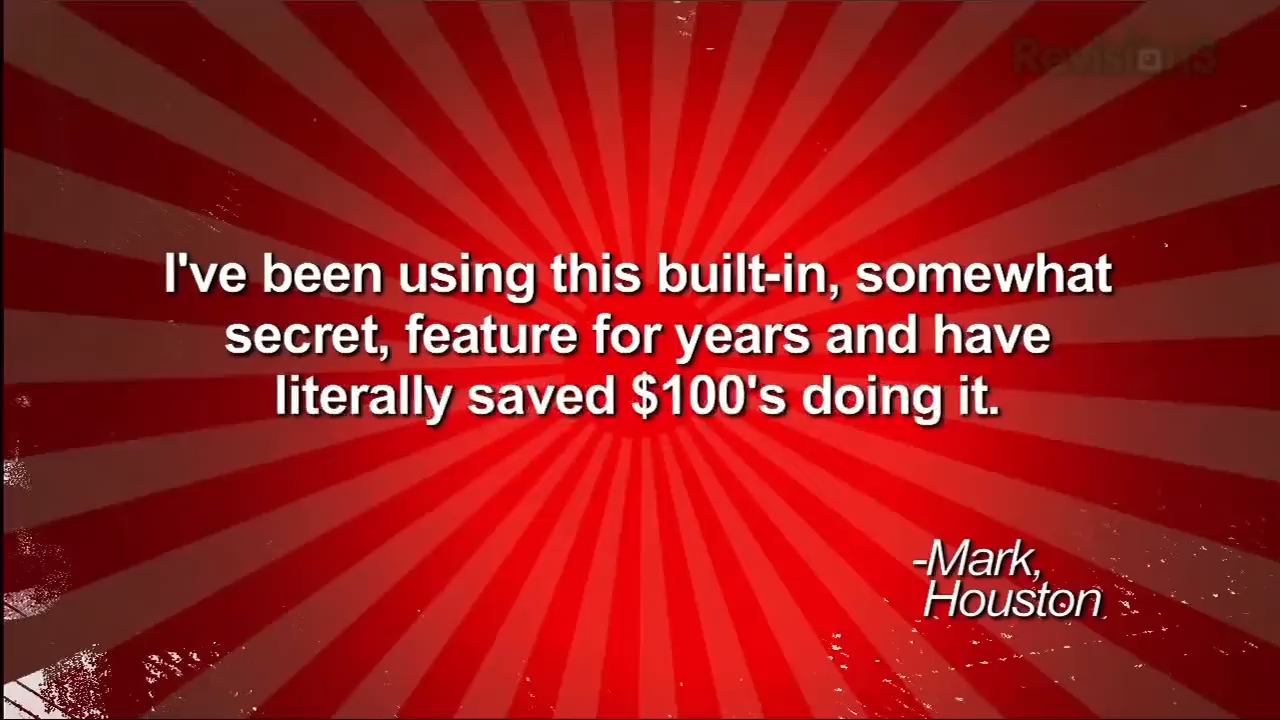 Revision3
I've been using this built-in, somewhat
secret, feature for years and have
literally saved $100's doing it.
-Mark,
Houston